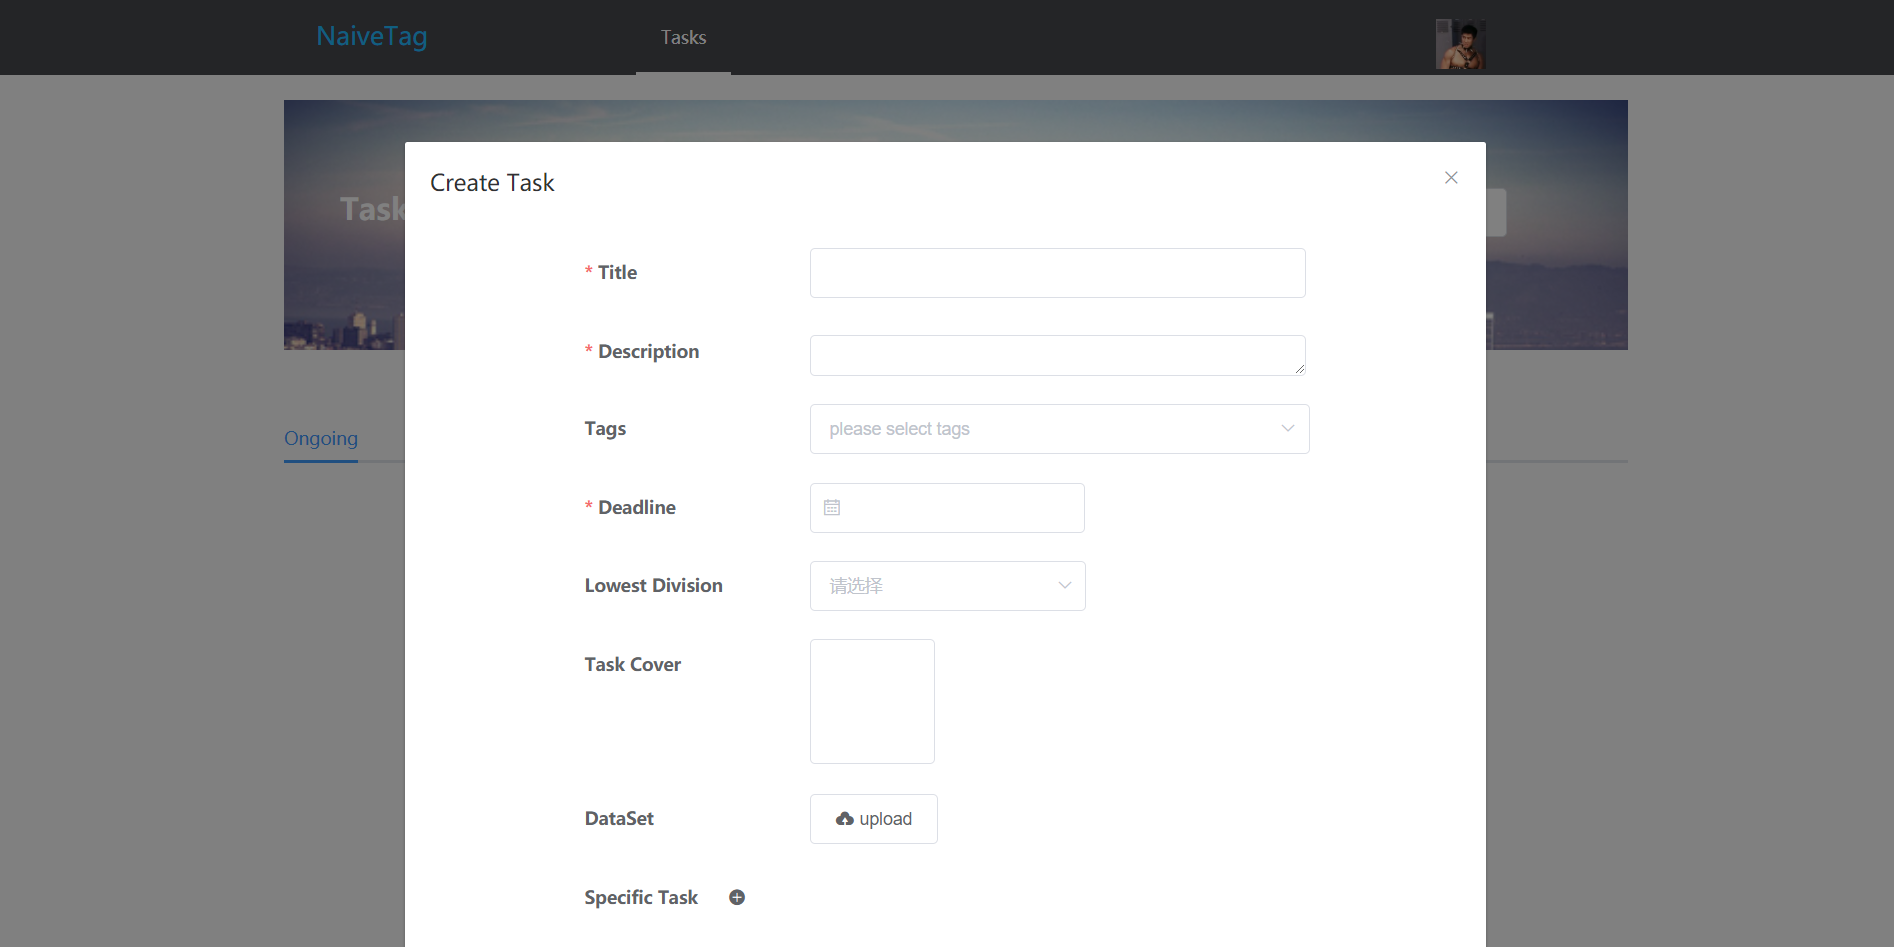 NaiveTag
Tasks
Task
Create Task
* Title
* Description
Tags
please select tags
* Deadline
Lowest Division
请选择
Task Cover
DataSet
upload
Specific Task
Ongoing